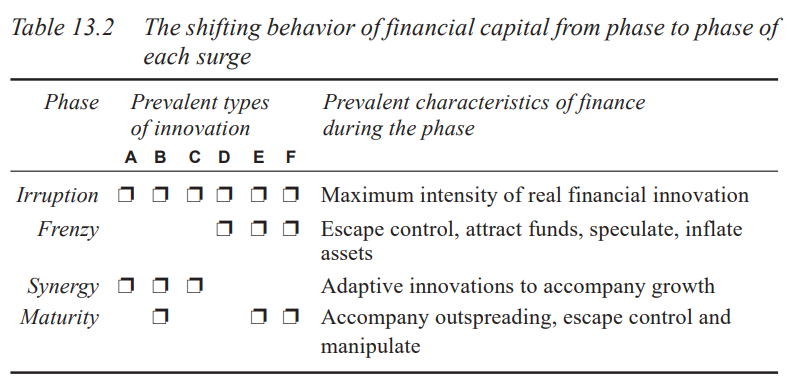 Table 13.2 The shifting behavior of financial capital from phase to phase of
each surge
Phase Prevalent types Prevalent characteristics of finance
of innovation during the phase
A B C D E F
Irruption ❒ ❒ ❒ ❒ ❒ ❒ Maximum intensity of real financial innovation
Frenzy ❒ ❒ ❒ Escape control, attract funds, speculate, inflate
assets
Synergy ❒ ❒ ❒ Adaptive innovations to accompany growth
Maturity ❒ ❒ ❒ Accompany outspreading, escape control and
manipulate